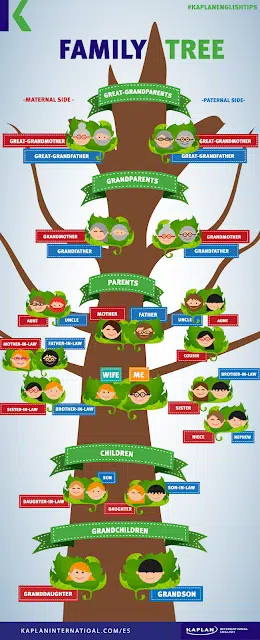 #KAPLANENGLISHTIPS
FAMILY TREE
GREAT-GRANDPARENTS
-MATERNAL SIDE -
-PATERNAL SIDE-
GREAT-GRANDMOTHER
GREAT-GRANDMOTHER
GREAT-GRANDFATHER
GREAT-GRANDFATHER
GRANDPARENTS
GRANDMOTHER
GRANDMOTHER
GRANDFATHER
GRANDFATHER
PARENTS
AUNT
UNCLE
MOTHER
FATHER
UNCLE
AUNT
MOTHER-IN-LAW
FATHER-IN-LAW
COUSIN
WIFE
ME
BROTHER-IN-LAW
SISTER-IN-LAW
BROTHER-IN-LAW
SISTER
NIECE
NEPHEW
CHILDREN
SON
DAUGHTER-IN-LAW
SON-IN-LAW
DAUGHTER
GRANDCHILDREN
GRANDDAUGHTER
GRANDSON
WWW.KAPLANINTERNATIOAL.COM/ES
KAPLAN
INTERNATIONAL
ENGLISH